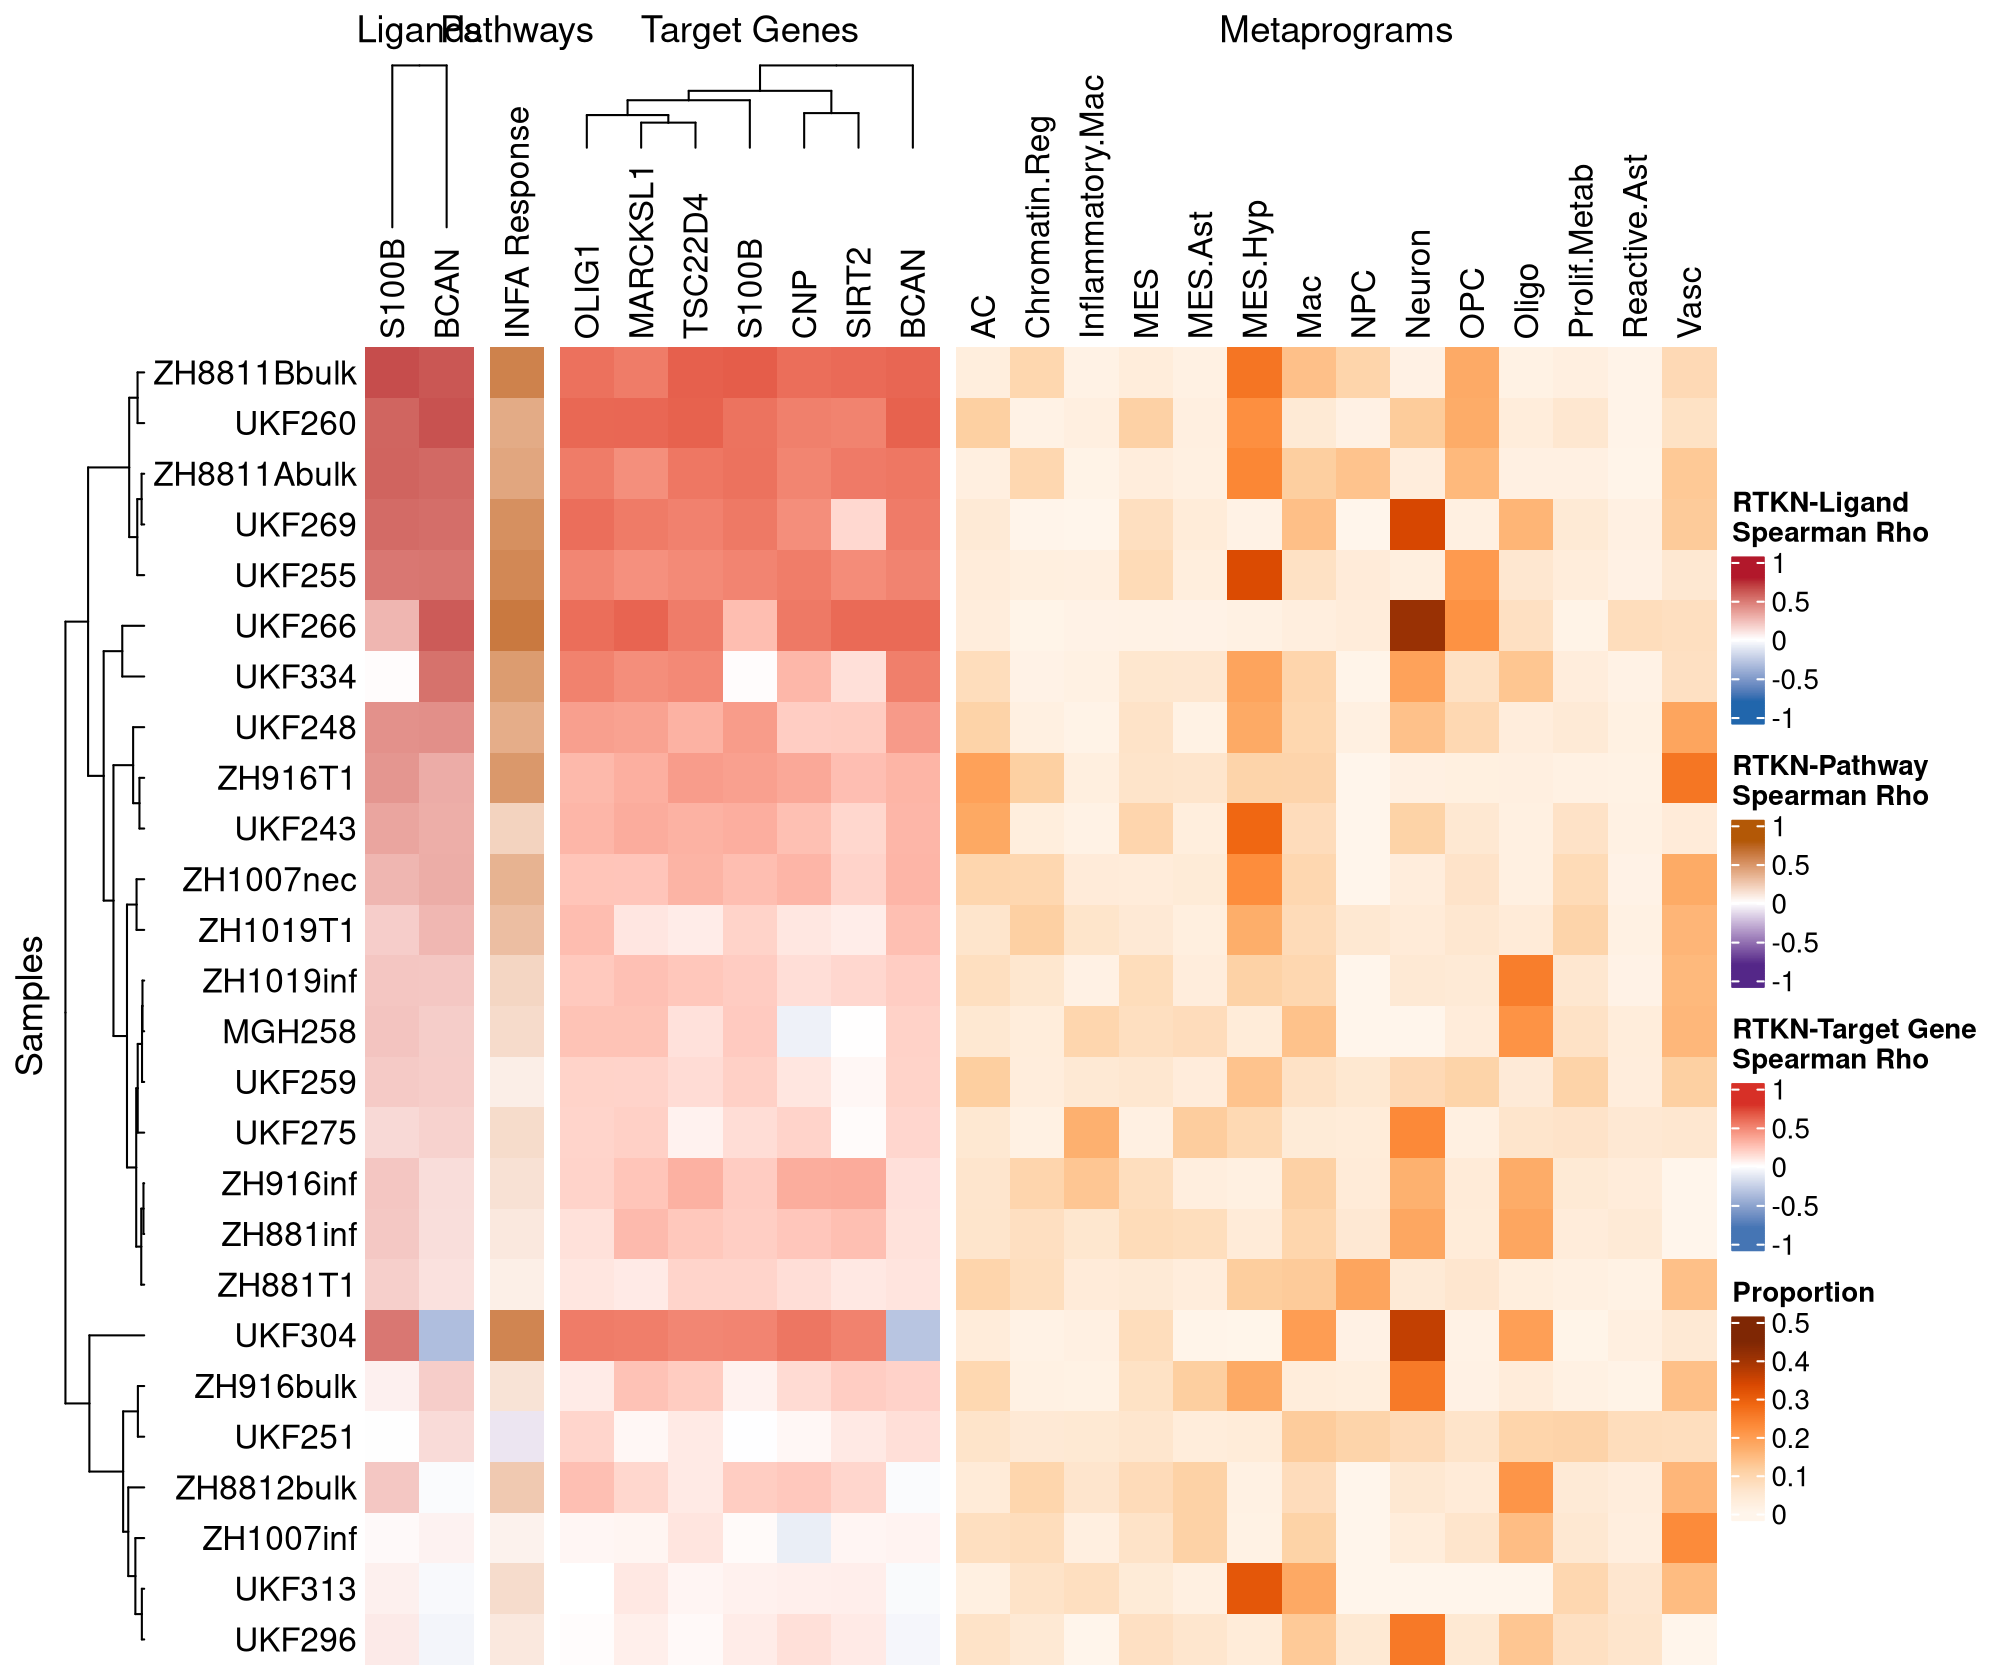 Ligands
Pathways
Target Genes
Metaprograms
S100B
BCAN
INFA Response
OLIG1
MARCKSL1
TSC22D4
S100B
CNP
SIRT2
BCAN
AC
Chromatin.Reg
Inflammatory.Mac
MES
MES.Ast
MES.Hyp
Mac
NPC
Neuron
OPC
Oligo
Prolif.Metab
Reactive.Ast
Vasc
Samples
ZH8811Bbulk
UKF260
ZH8811Abulk
UKF269
UKF255
UKF266
UKF334
UKF248
ZH916T1
UKF243
ZH1007nec
ZH1019T1
ZH1019inf
MGH258
UKF259
UKF275
ZH916inf
ZH881inf
ZH881T1
UKF304
ZH916bulk
UKF251
ZH8812bulk
ZH1007inf
UKF313
UKF296
RTKN-Ligand
Spearman Rho
1
0.5
0
-0.5
-1
RTKN-Pathway
Spearman Rho
1
0.5
0
-0.5
-1
RTKN-Target Gene
Spearman Rho
1
0.5
0
-0.5
-1
Proportion
0.5
0.4
0.3
0.2
0.1
0